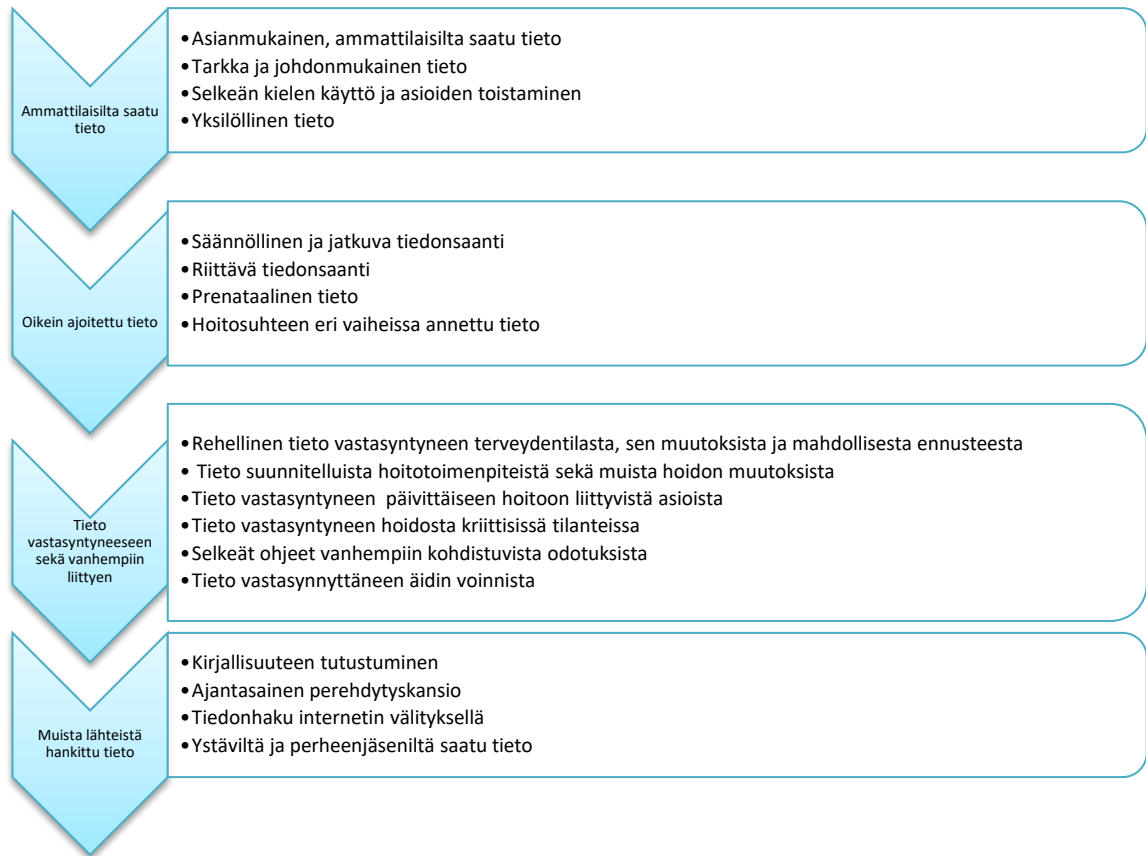 Ammattilaisilta saatu
tieto
•Asianmukainen, ammattilaisilta saatu tieto
•Tarkka ja johdonmukainen tieto
•Selkeän kielen käyttö ja asioiden toistaminen
•Yksilöllinen tieto
Oikein ajoitettu tieto
•Säännöllinen ja jatkuva tiedonsaanti
•Riittävä tiedonsaanti
•Prenataalinen tieto
•Hoitosuhteen eri vaiheissa annettu tieto
Tieto
vastasyntyneeseen
sekä vanhempiin
liittyen
•Rehellinen tieto vastasyntyneen terveydentilasta, sen muutoksista ja mahdollisesta ennusteesta
• Tieto suunnitelluista hoitotoimenpiteistä sekä muista hoidon muutoksista
•Tieto vastasyntyneen päivittäiseen hoitoon liittyvistä asioista
•Tieto vastasyntyneen hoidosta kriittisissä tilanteissa
•Selkeät ohjeet vanhempiin kohdistuvista odotuksista
•Tieto vastasynnyttäneen äidin voinnista
Muista lähteistä
hankittu tieto
•Kirjallisuuteen tutustuminen
•Ajantasainen perehdytyskansio
•Tiedonhaku internetin välityksellä
•Ystäviltä ja perheenjäseniltä saatu tieto